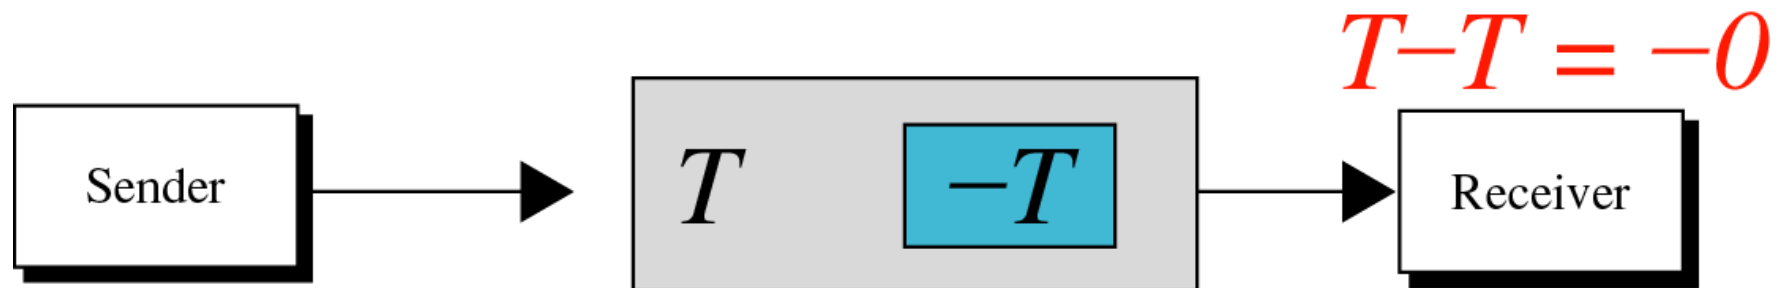 T–T = –0
Sender
T
–T
Receiver